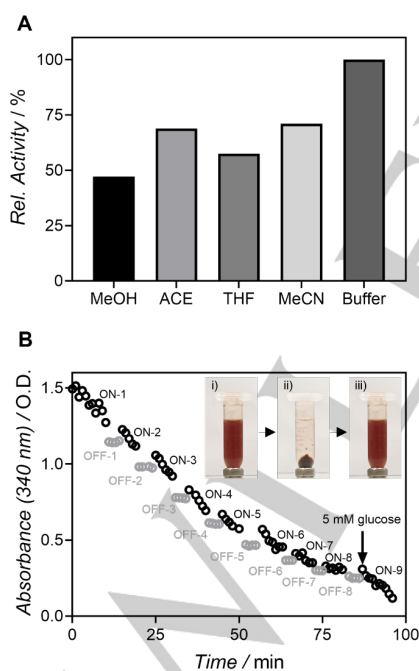 A
Rel. Activity / %
100
75
50
25
0
MeOH ACE THF MeCN Buffer
B
Absorbance (340 nm) / O.D.
1.5
1.0
0.5
0.0
i) ii) iii)
ON-1
OFF-1
ON-2
OFF-2
ON-3
OFF-3
ON-4
OFF-4
ON-5
OFF-5
ON-6
OFF-6
ON-7
OFF-7
ON-8
OFF-8
5 mM glucose
ON-9
0 25 50 75 100
Time / min